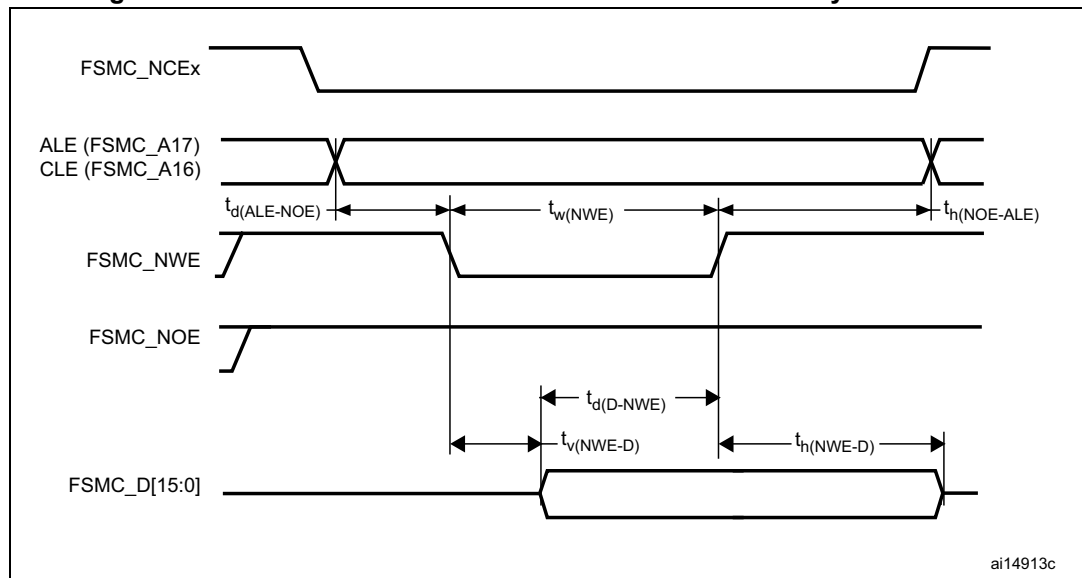 FSMC_NCEx
ALE (FSMC_A17)
CLE (FSMC_A16)
td(ALE-NOE)
tw(NWE)
th(NOE-ALE)
FSMC_NWE
FSMC_NOE
td(D-NWE)
tv(NWE-D)
th(NWE-D)
FSMC_D[15:0]
ai14913c